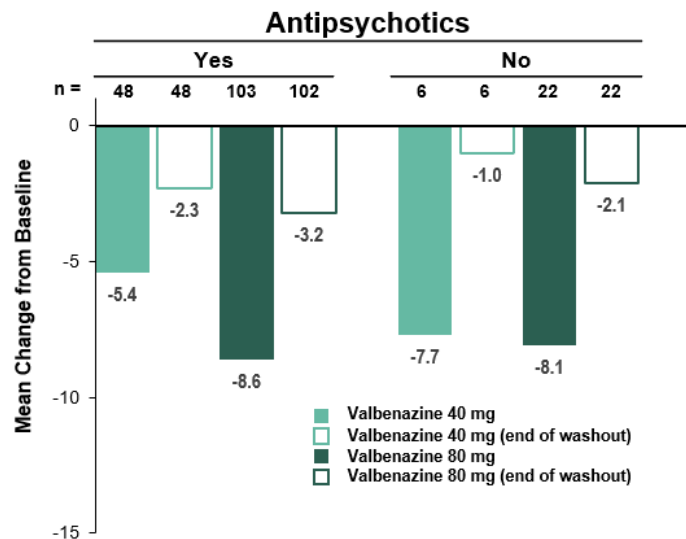 Antipsychotics
Yes No
n = 48 48 103 102 6 6 22 22
0
-1.0
-2.3 -2.1
-3.2
-5
-5.4
-7.7
-8.1
-8.6
-10
Mean Change from Baseline
Valbenazine 40 mg
Valbenazine 40 mg (end of washout)
Valbenazine 80 mg
Valbenazine 80 mg (end of washout)
-15